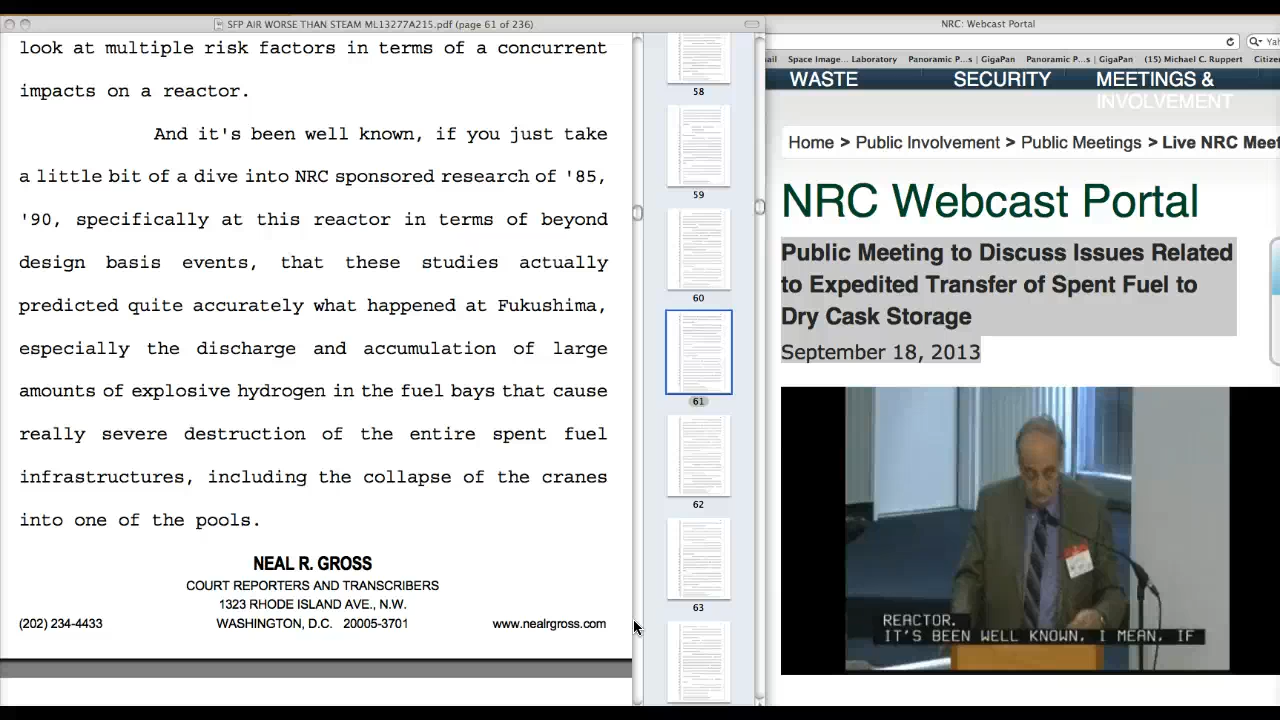 SFP AIR WORSE THAN STEAM ML13277A215.pdf (page 61 of 236)
look at multiple risk factors in terms of a concurrent
impacts on a reactor.
And it's been well known, if you just take
a little bit of a dive into NRC sponsored research of '85,
'90, specifically at this reactor in terms of beyond
design basis events, that these studies actually
predicted quite accurately what happened at Fukushima,
especially the discharge and accumulation of large
amounts of explosive hydrogen in the fuel bays that cause
really severe destruction of the entire spent fuel
infrastructures, including the collapse of the cranes
into one of the pools.
NEAL R. GROSS
COURT REPORTERS AND TRANSCRIBERS
1323 RHODE ISLAND AVE., N.W.
(202) 234-4433 WASHINGTON, D.C. 20005-3701 www.nealrgross.com
58
59
60
61
62
63
NRC: Webcast Portal
Space Image... Laboratory Panoramic / GigaPan Panoramic P...s | GigaPan Michael C. Ruppert
WASTE SECURITY MEETINGS &
INVOLVEMENT
Home > Public Involvement > Public Meetings > Live NRC Meet
NRC Webcast Portal
Public Meeting to Discuss Issues Related
to Expedited Transfer of Spent Fuel to
Dry Cask Storage
September 18, 2013
REACTOR.
IT'S BEEN WELL KNOWN, I MEAN, IF